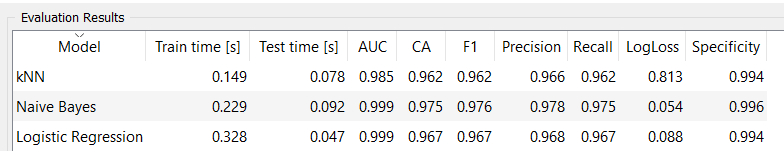 Evaluation Results
Model Train time [s] Test time [s] AUC CA F1 Precision Recall LogLoss Specificity
kNN 0.149 0.078 0.985 0.962 0.962 0.966 0.962 0.813 0.994
Naive Bayes 0.229 0.092 0.999 0.975 0.976 0.978 0.975 0.054 0.996
Logistic Regression 0.328 0.047 0.999 0.967 0.967 0.968 0.967 0.088 0.994